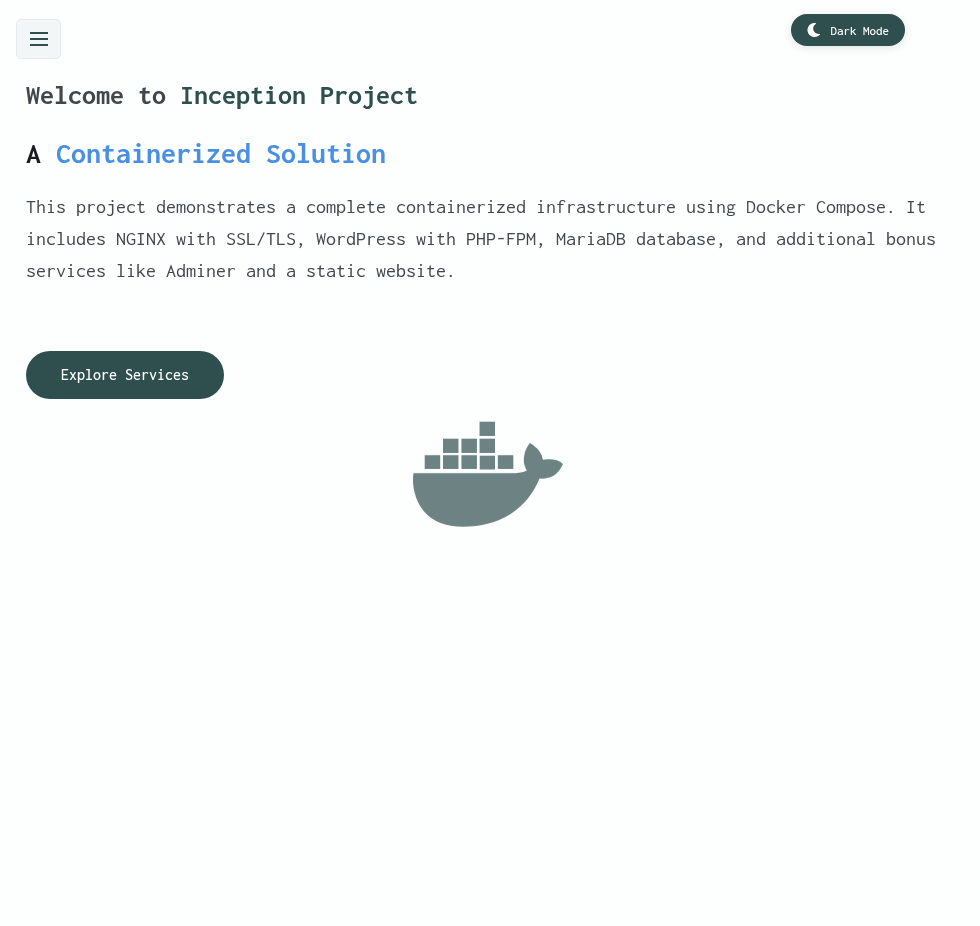 Dark Mode
Welcome to Inception Project
A Containerized Solution
This project demonstrates a complete containerized infrastructure using Docker Compose. It
includes NGINX with SSL/TLS, WordPress with PHP-FPM, MariaDB database, and additional bonus
services like Adminer and a static website.
Explore Services